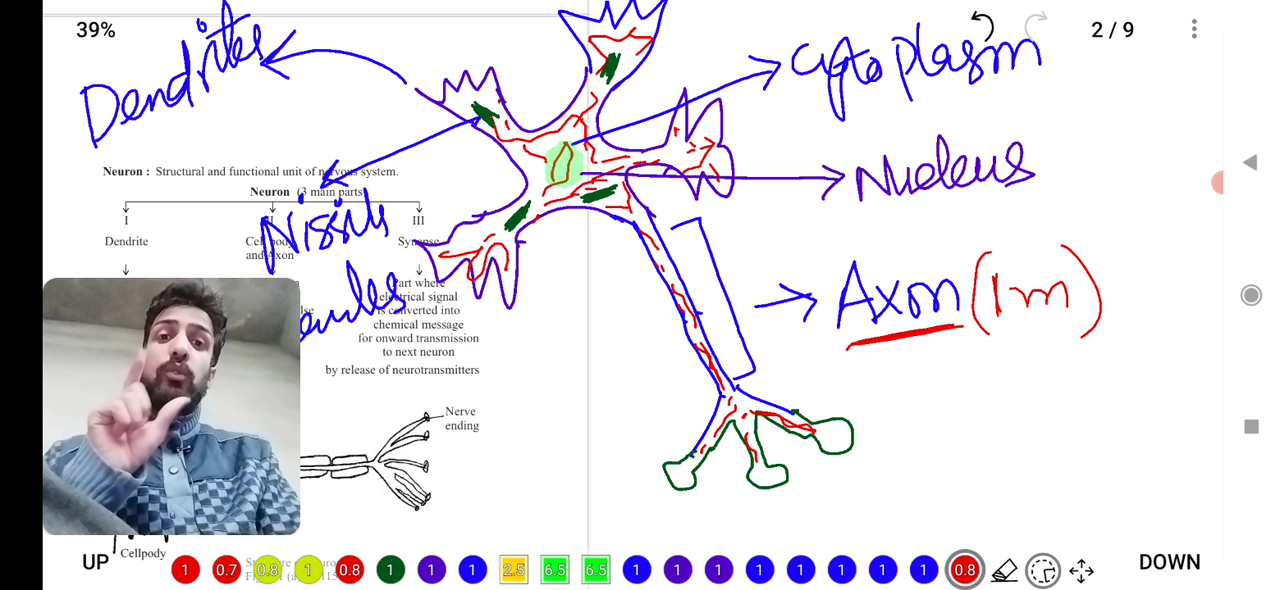 39%
2 / 9
Dendrites
Cytoplasm
Neuron : Structural and functional unit of nervous system.
Neuron (3 main parts)
Nucleus
I
III
Nissil's
Dendrite
Cell body
and Axon
Synapse
Part where
electrical signal
is converted into
chemical message
for onward transmission
to next neuron
by release of neurotransmitters
Axon (1m)
Nerve
ending
Cellpody
UP
1 0.7 0.8 1 0.8 1 1 1 2.5 6.5 6.5 1 1 1 1 1 1 1 1 0.8
DOWN